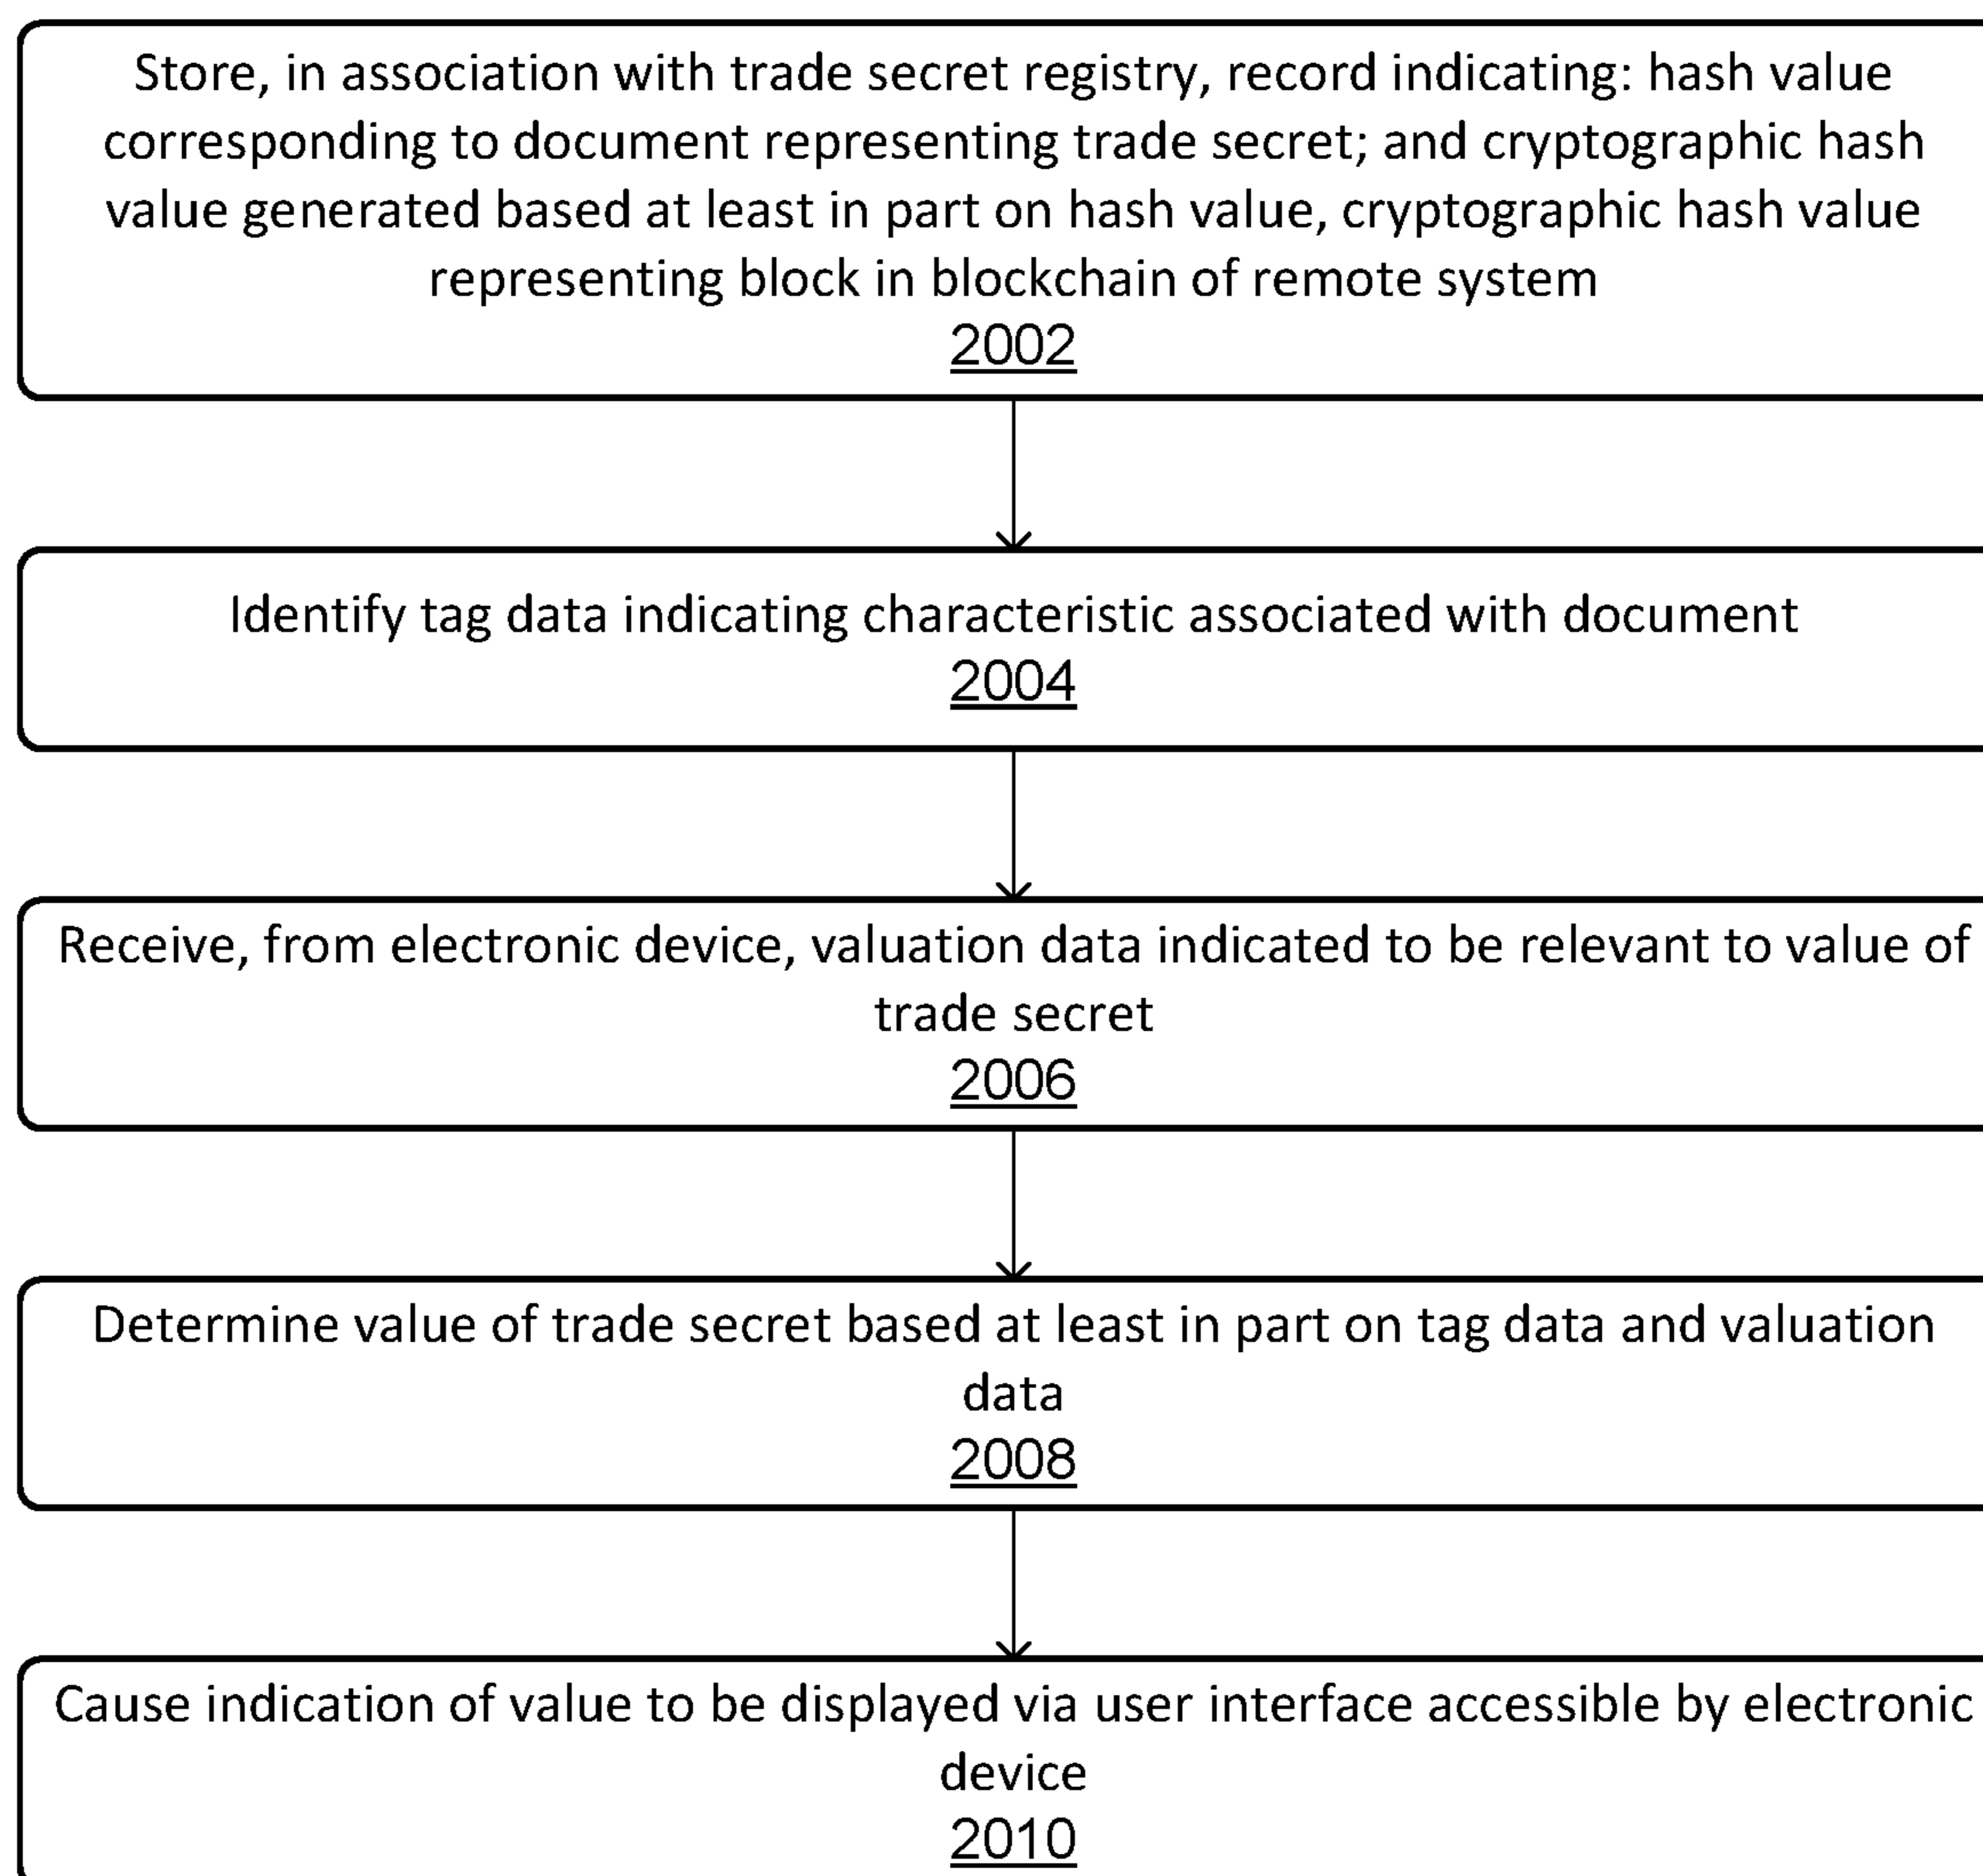 Store, in association with trade secret registry, record indicating: hash value
corresponding to document representing trade secret; and cryptographic hash
value generated based at least in part on hash value, cryptographic hash value
representing block in blockchain of remote system
2002
Identify tag data indicating characteristic associated with document
2004
Receive, from electronic device, valuation data indicated to be relevant to value of
trade secret
2006
Determine value of trade secret based at least in part on tag data and valuation
data
2008
Cause indication of value to be displayed via user interface accessible by electronic
device
2010